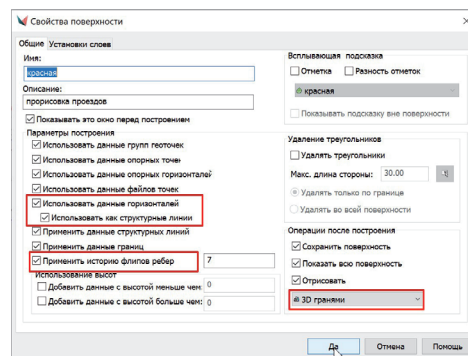 Свойства поверхности
Общие Установки слоев
Имя:
красная
Описание:
прорисовка проездов
Показывать это окно перед построением
Параметры построения
Использовать данные групп геоточек
Использовать данные опорных точек
Использовать данные опорных горизонталей
Использовать данные файлов точек
Использовать данные горизонталей
Использовать как структурные линии
Применить данные структурных линий
Применить данные границ
Применить историю флипов ребер 7
Использование высот
Добавить данные с высотой меньше чем: 0
Добавить данные с высотой больше чем: 0
Всплывающая подсказка
Отметка Разность отметок
красная
Показывать подсказку вне поверхности
Удаление треугольников
Удалять треугольники
Макс. длина стороны: 30.00
Удалять только по границе
Удалять во всей поверхности
Операции после построения
Сохранить поверхность
Показать всю поверхность
Отрисовать
3D гранями
Да Отмена Помощь